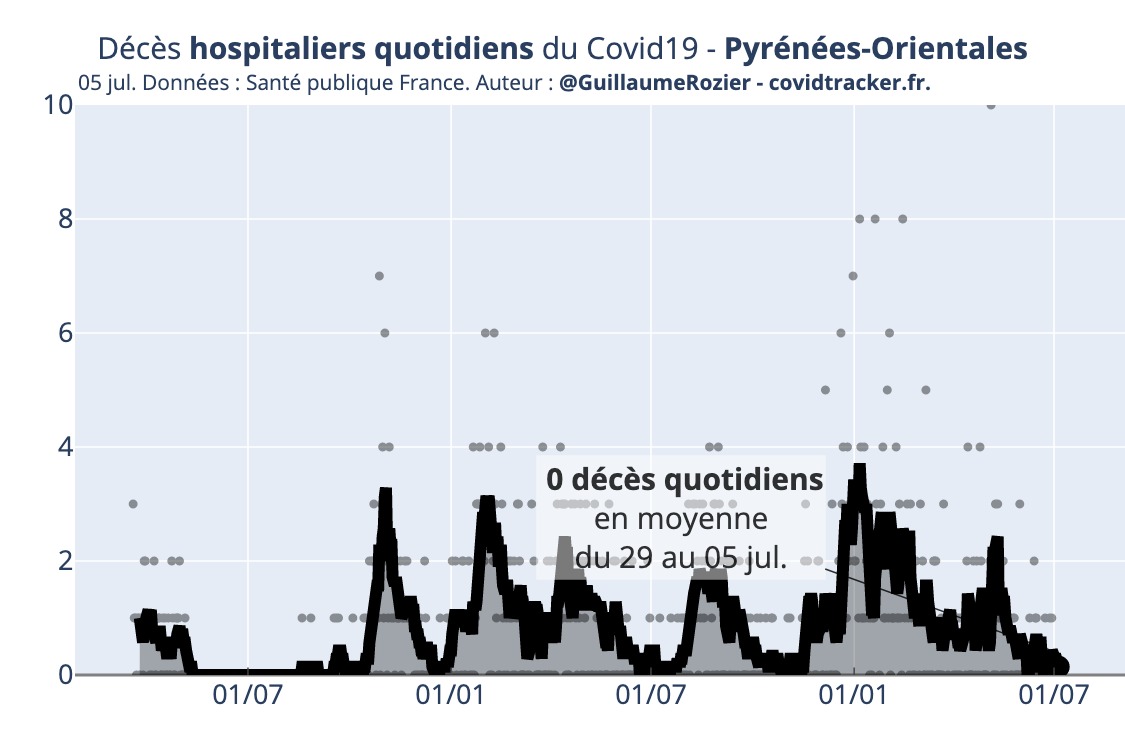 Décès hospitaliers quotidiens du Covid19 - Pyrénées-Orientales
05 jul. Données : Santé publique France. Auteur : @GuillaumeRozier - covidtracker.fr.
10
8
6
4
2
0
0 décès quotidiens
en moyenne
du 29 au 05 jul.
01/07 01/01 01/07 01/01 01/07